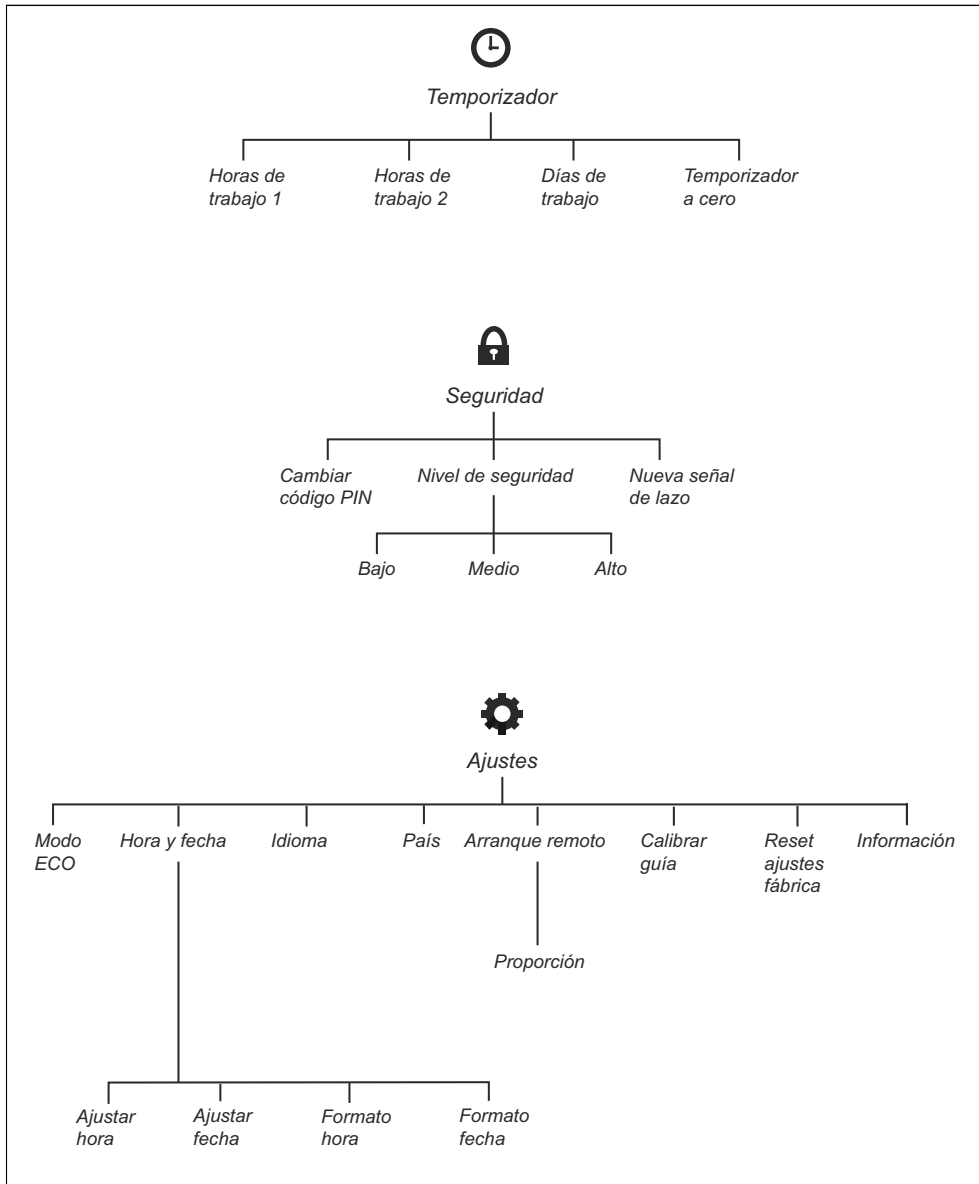 Temporizador
Horas de
trabajo 1
Horas de
trabajo 2
Días de
trabajo
Temporizador
a cero
Seguridad
Cambiar
código PIN
Nivel de seguridad
Nueva señal
de lazo
Bajo
Medio
Alto
Ajustes
Modo
ECO
Hora y fecha
Idioma
País
Arranque remoto
Calibrar
guía
Reset
ajustes
fábrica
Información
Proporción
Ajustar
hora
Ajustar
fecha
Formato
hora
Formato
fecha